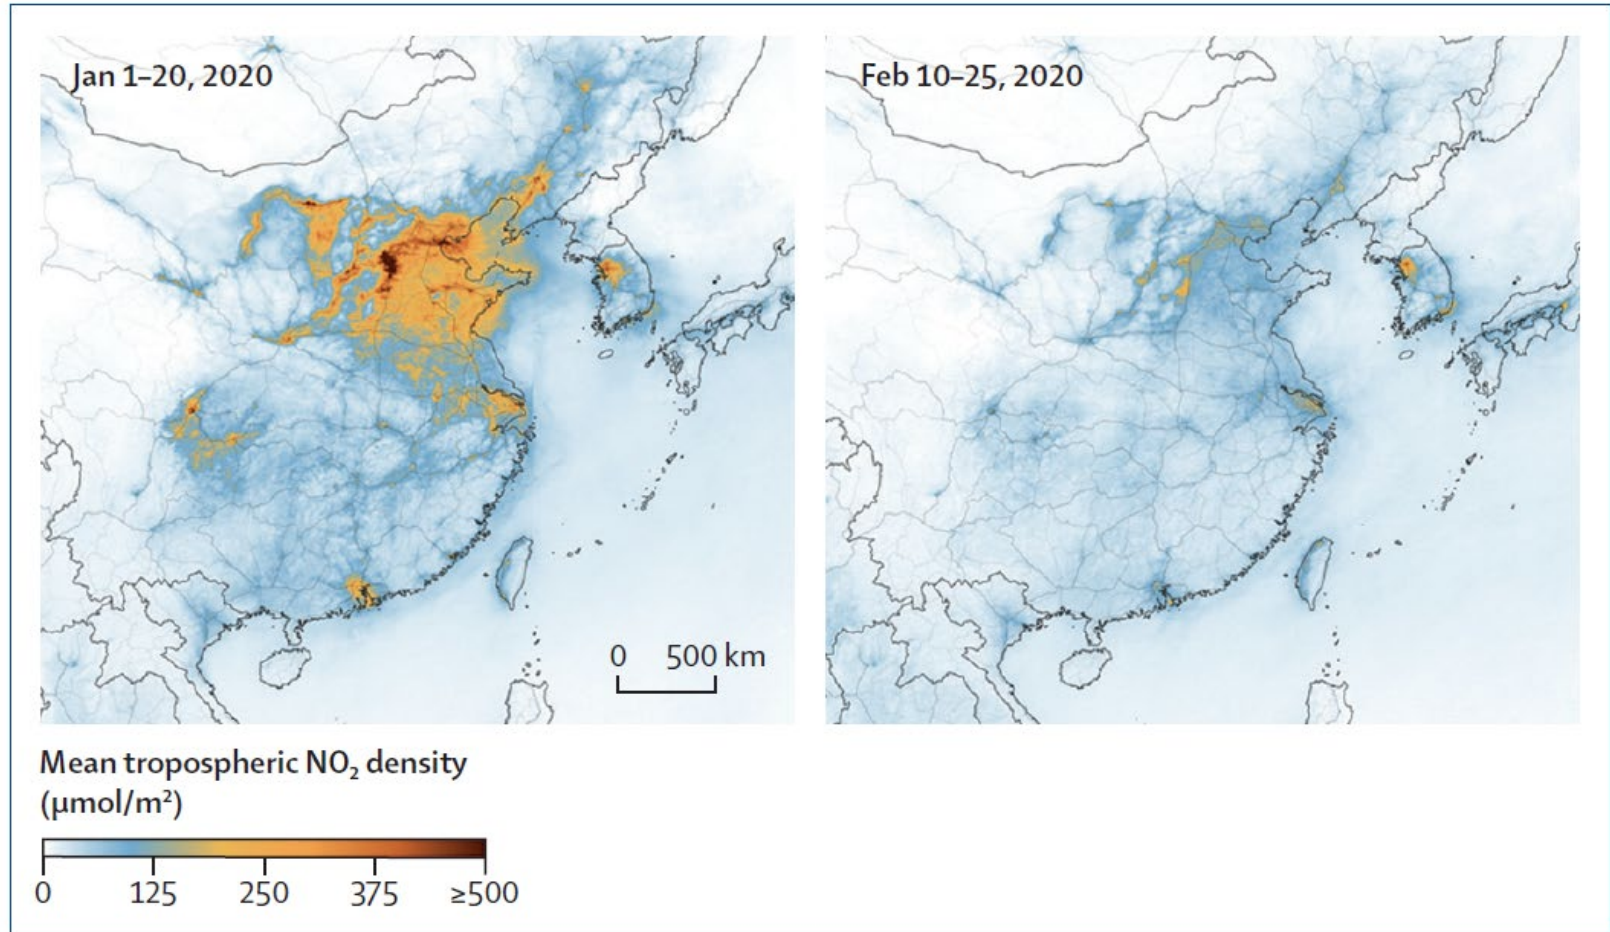 Jan 1–20, 2020
Feb 10–25, 2020
0 500 km
Mean tropospheric NO₂ density
(μmol/m²)
0 125 250 375 ≥500